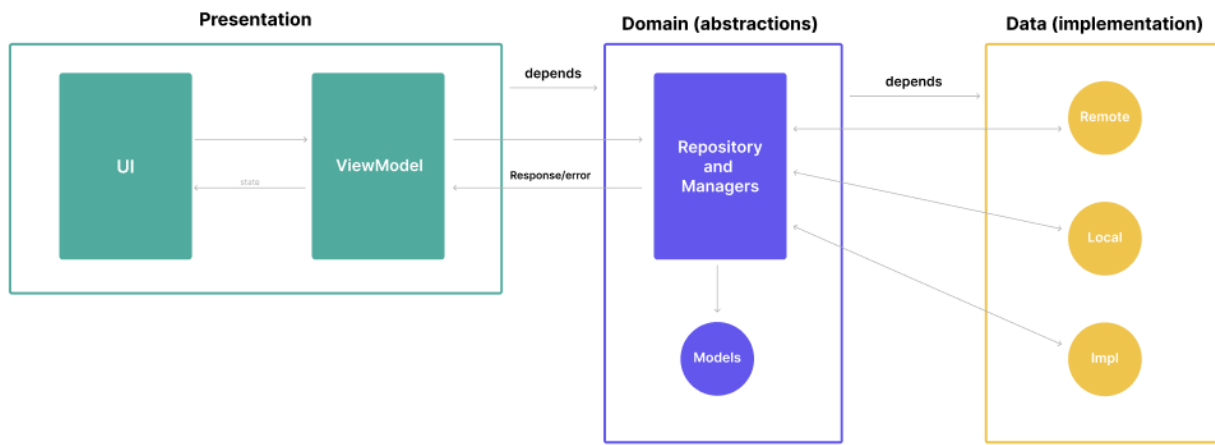 Presentation
Domain (abstractions)
Data (implementation)
depends
depends
UI
ViewModel
state
Response/error
Repository
and
Managers
Models
Remote
Local
Impl